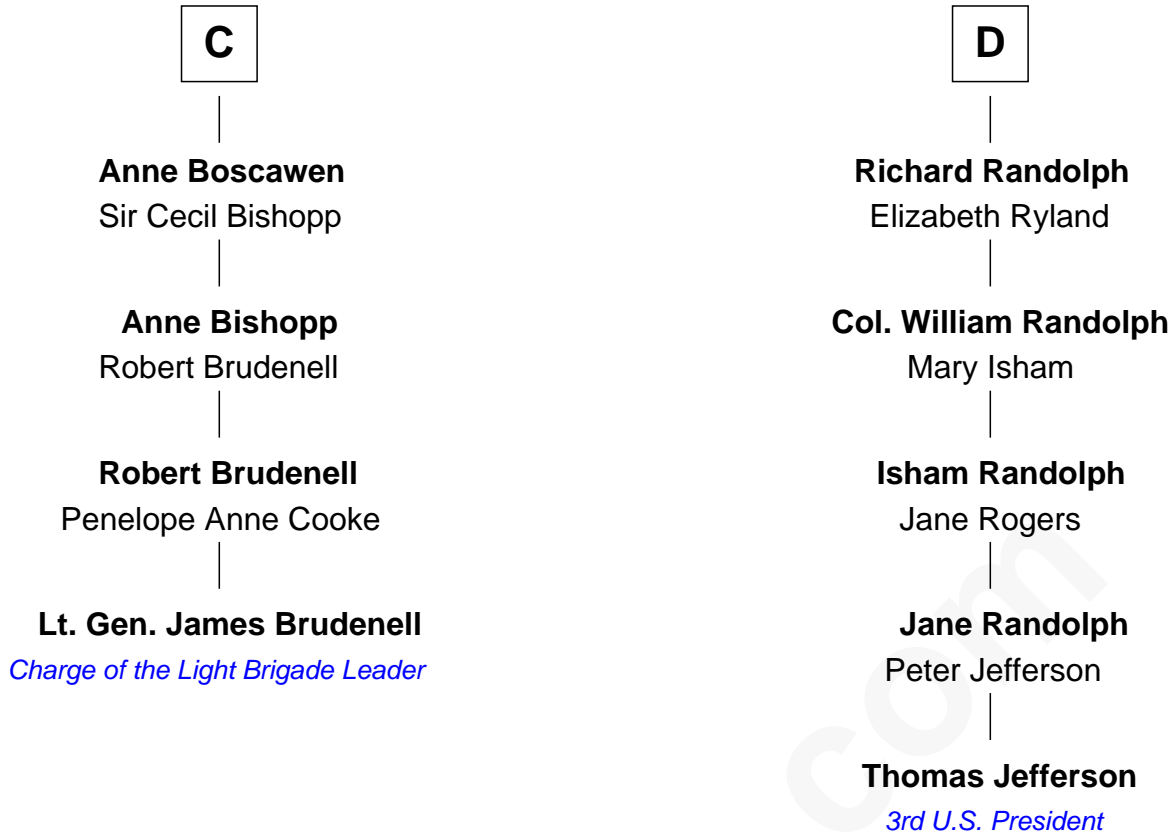 C
Anne Boscawen
Sir Cecil Bishopp
Anne Bishopp
Robert Brudenell
Robert Brudenell
Penelope Anne Cooke
Lt. Gen. James Brudenell
Charge of the Light Brigade Leader
D
Richard Randolph
Elizabeth Ryland
Col. William Randolph
Mary Isham
Isham Randolph
Jane Rogers
Jane Randolph
Peter Jefferson
Thomas Jefferson
3rd U.S. President
com